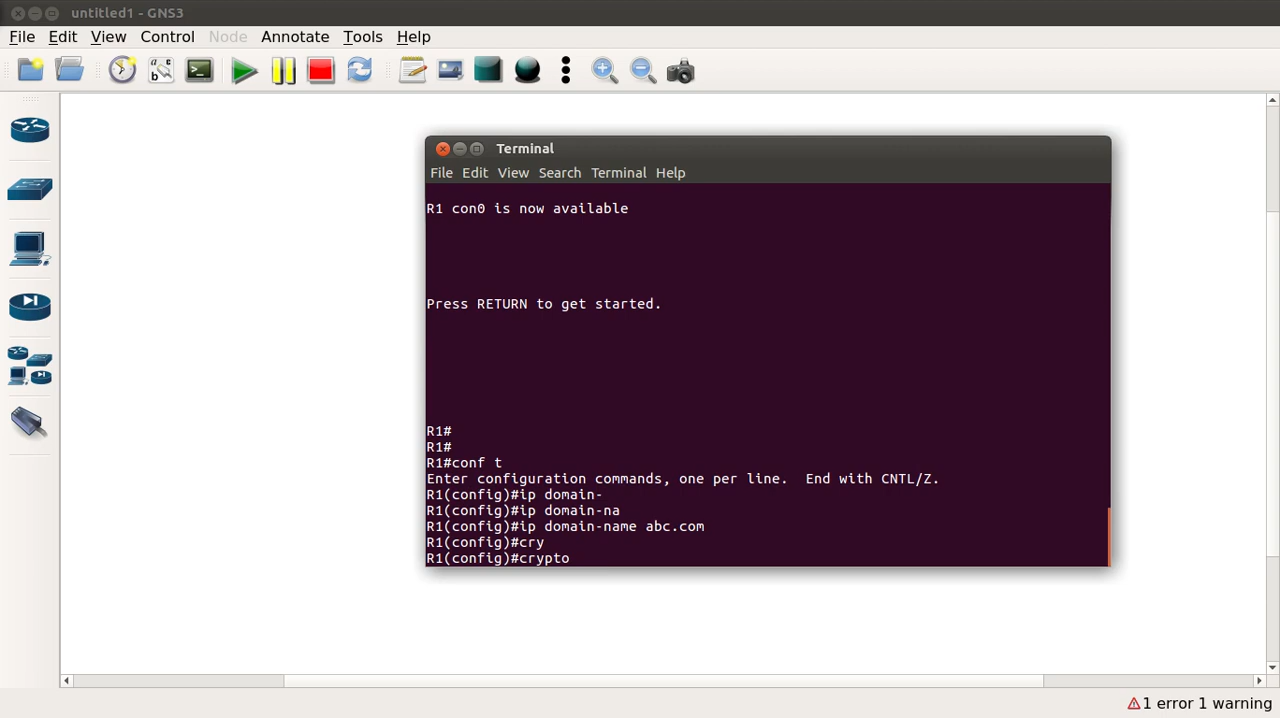 untitled1 - GNS3
File Edit View Control Node Annotate Tools Help
Terminal
File Edit View Search Terminal Help
R1 con0 is now available
Press RETURN to get started.
R1#
R1#
R1#conf t
Enter configuration commands, one per line.  End with CNTL/Z.
R1(config)#ip domain-
R1(config)#ip domain-na
R1(config)#ip domain-name abc.com
R1(config)#cry
R1(config)#crypto
1 error 1 warning